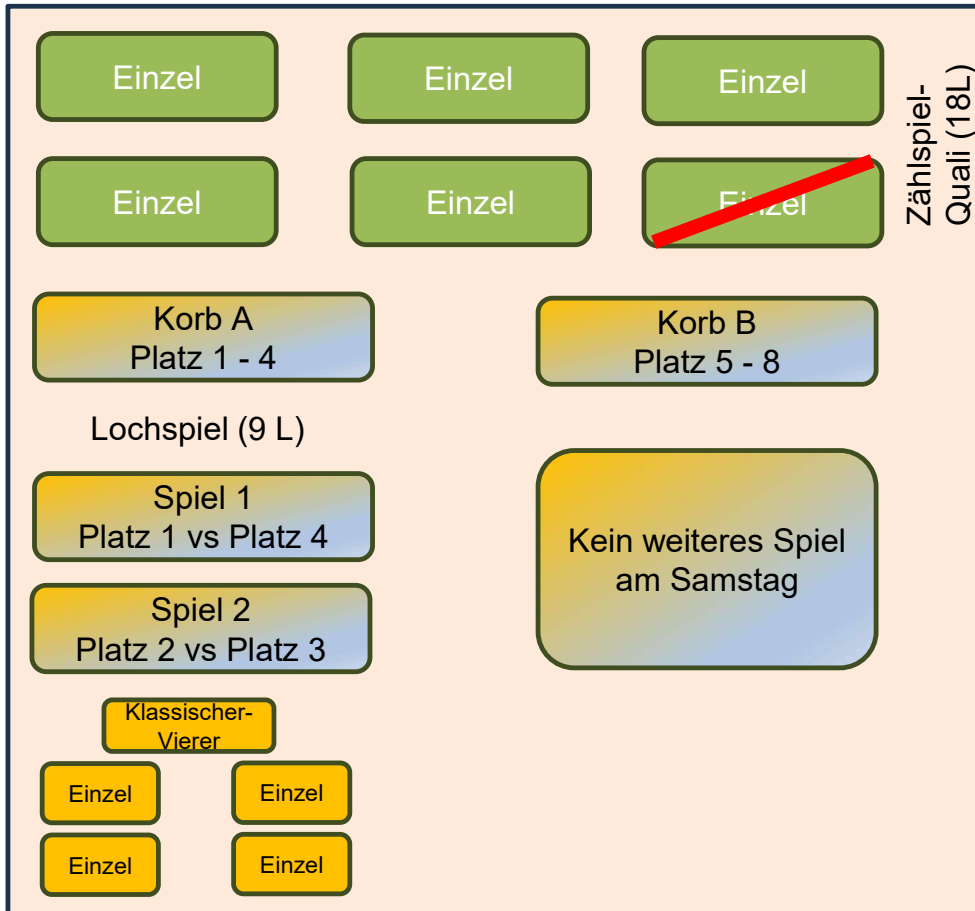 Einzel
Einzel
Einzel
Einzel
Einzel
Einzel
Zählspiel-
Quali (18L)
Korb A
Platz 1 - 4
Korb B
Platz 5 - 8
Lochspiel (9 L)
Spiel 1
Platz 1 vs Platz 4
Spiel 2
Platz 2 vs Platz 3
Kein weiteres Spiel
am Samstag
Klassischer-
Vierer
Einzel
Einzel
Einzel
Einzel